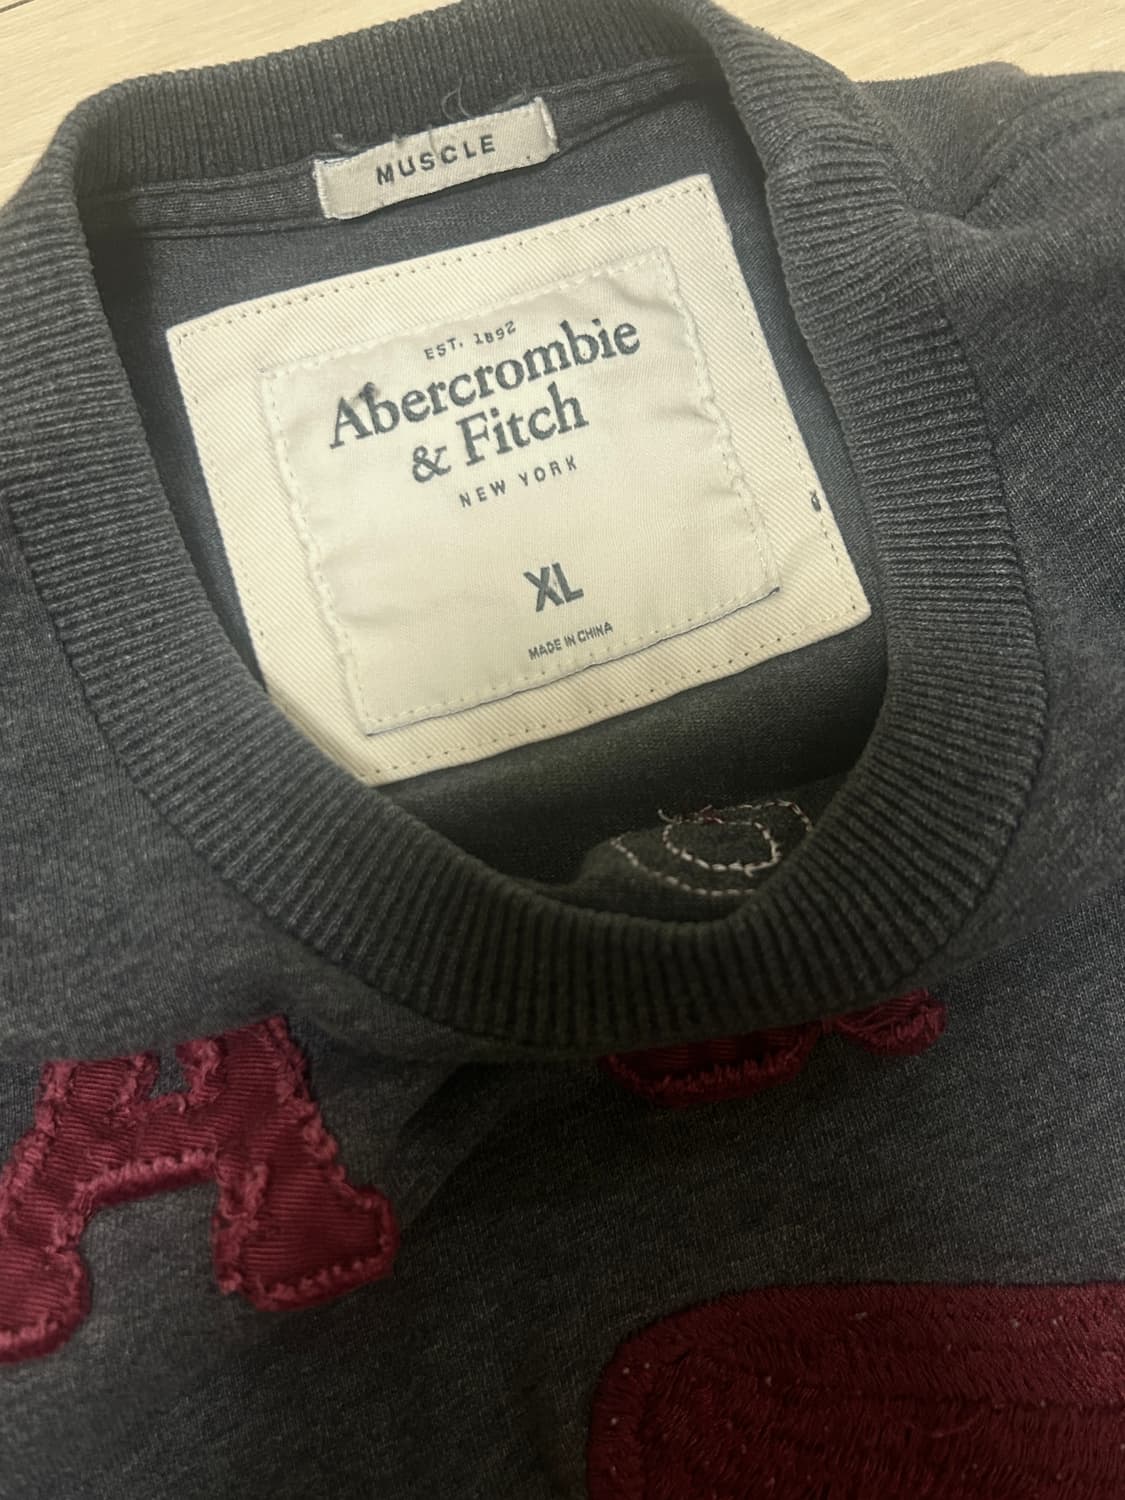 MUSCLE
EST. 1892
Abercrombie
& Fitch
NEW YORK
XL
MADE IN CHINA